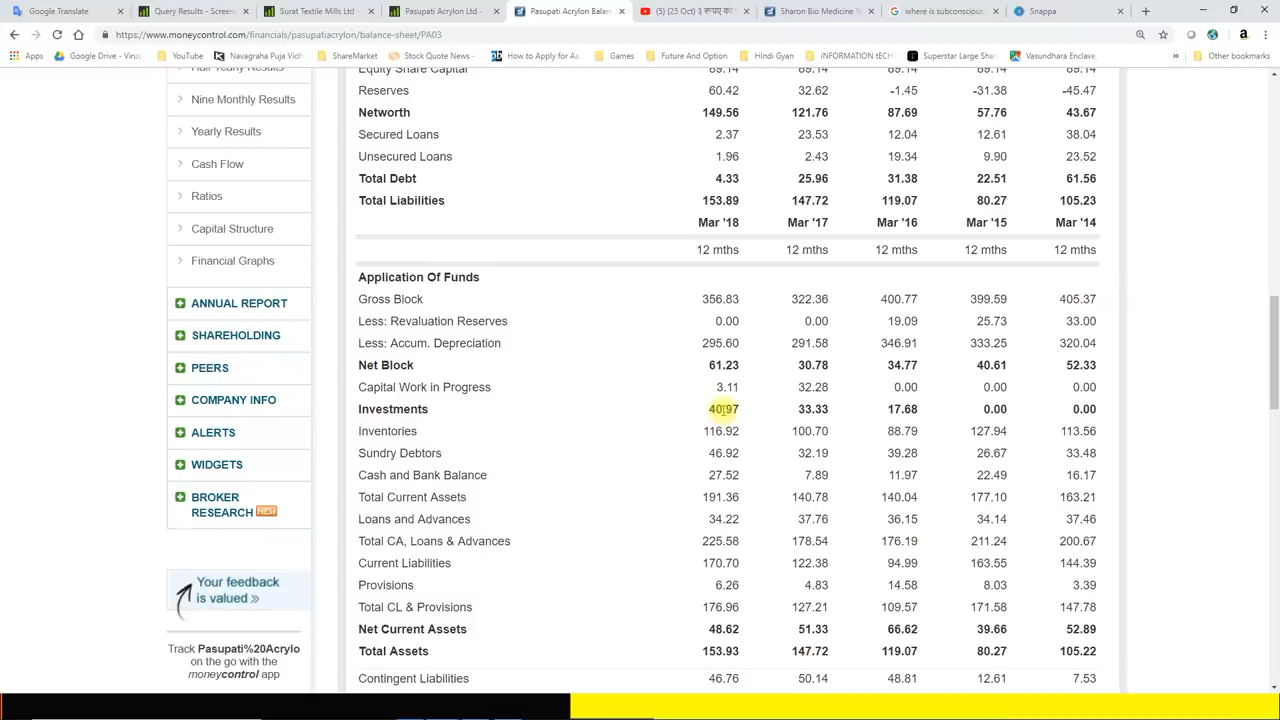 Google Translate
Query Results - Screen
Surat Textile Mills Ltd
Pasupati Acrylon Ltd -
Pasupati Acrylon Balan
(5) (25 Oct) ३ रूपाए का
Sharon Bio Medicine
where is subconscious
Snappa
https://www.moneycontrol.com/financials/pasupatiacrylon/balance-sheet/PA03
Apps
Google Drive - Virus
YouTube
Navagraha Puja Vidh
ShareMarket
Stock Quote News -
How to Apply for Aa
Games
Future And Option
HIndi Gyan
iNFORMATION tECH
Superstar Large Shar
Vasundhara Enclave,
»
Other bookmarks
Half Early Results
Nine Monthly Results
Yearly Results
Cash Flow
Ratios
Capital Structure
Financial Graphs
ANNUAL REPORT
SHAREHOLDING
PEERS
COMPANY INFO
ALERTS
WIDGETS
BROKER
RESEARCH NEW
Your feedback
is valued »
Track Pasupati%20Acrylo
on the go with the
moneycontrol app
Equity Share Capital 89.14 89.14 89.14 89.14 89.14
Reserves 60.42 32.62 -1.45 -31.38 -45.47
Networth 149.56 121.76 87.69 57.76 43.67
Secured Loans 2.37 23.53 12.04 12.61 38.04
Unsecured Loans 1.96 2.43 19.34 9.90 23.52
Total Debt 4.33 25.96 31.38 22.51 61.56
Total Liabilities 153.89 147.72 119.07 80.27 105.23
Mar '18 Mar '17 Mar '16 Mar '15 Mar '14
12 mths 12 mths 12 mths 12 mths 12 mths
Application Of Funds
Gross Block 356.83 322.36 400.77 399.59 405.37
Less: Revaluation Reserves 0.00 0.00 19.09 25.73 33.00
Less: Accum. Depreciation 295.60 291.58 346.91 333.25 320.04
Net Block 61.23 30.78 34.77 40.61 52.33
Capital Work in Progress 3.11 32.28 0.00 0.00 0.00
Investments 40.97 33.33 17.68 0.00 0.00
Inventories 116.92 100.70 88.79 127.94 113.56
Sundry Debtors 46.92 32.19 39.28 26.67 33.48
Cash and Bank Balance 27.52 7.89 11.97 22.49 16.17
Total Current Assets 191.36 140.78 140.04 177.10 163.21
Loans and Advances 34.22 37.76 36.15 34.14 37.46
Total CA, Loans & Advances 225.58 178.54 176.19 211.24 200.67
Current Liabilities 170.70 122.38 94.99 163.55 144.39
Provisions 6.26 4.83 14.58 8.03 3.39
Total CL & Provisions 176.96 127.21 109.57 171.58 147.78
Net Current Assets 48.62 51.33 66.62 39.66 52.89
Total Assets 153.93 147.72 119.07 80.27 105.22
Contingent Liabilities 46.76 50.14 48.81 12.61 7.53